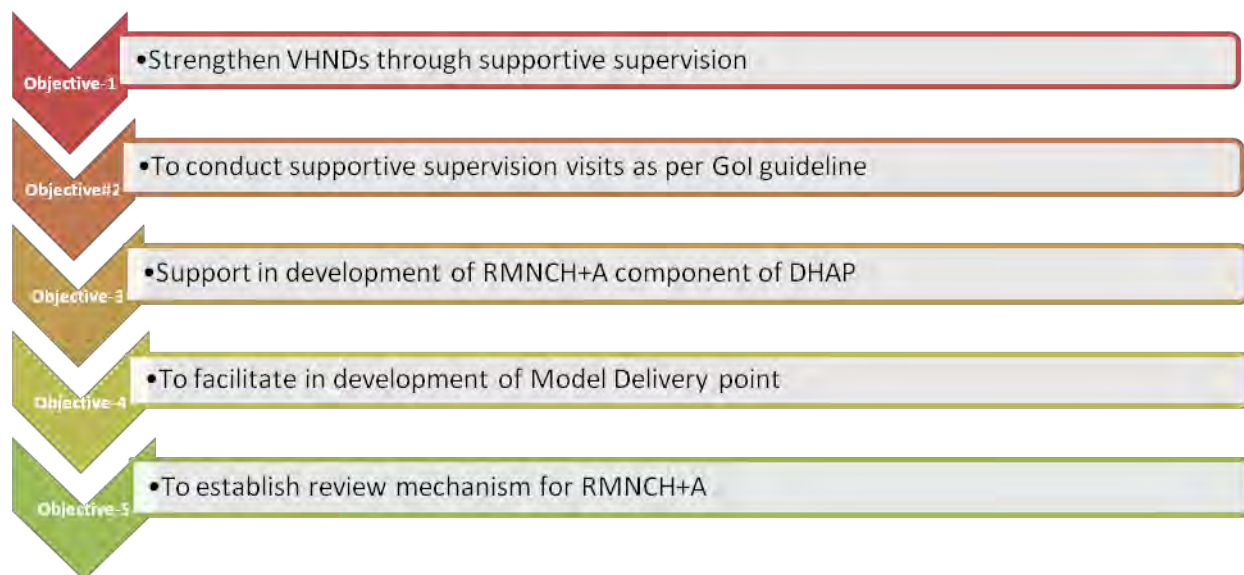 Objective-1
•Strengthen VHNDs through supportive supervision
Objective#2
•To conduct supportive supervision visits as per GoI guideline
Objective-3
•Support in development of RMNCH+A component of DHAP
Objective-4
•To facilitate in development of Model Delivery point
Objective-5
•To establish review mechanism for RMNCH+A